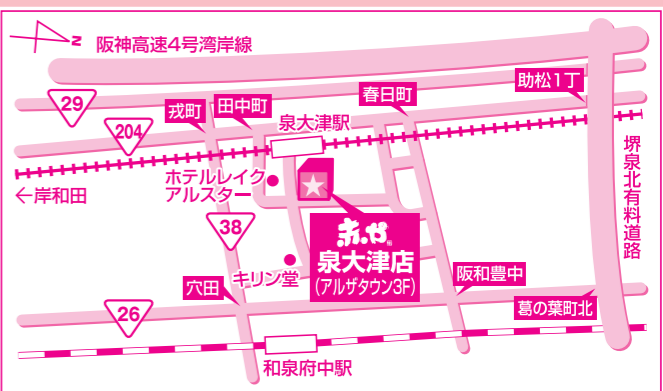 N
阪神高速4号湾岸線
助松1丁
29
戎町
田中町
春日町
204
泉大津駅
←岸和田
ホテルレイク
アルスター
堺泉北有料道路
38
赤から
泉大津店
(アルザタウン3F)
キリン堂
阪和豊中
穴田
葛の葉町北
26
和泉府中駅